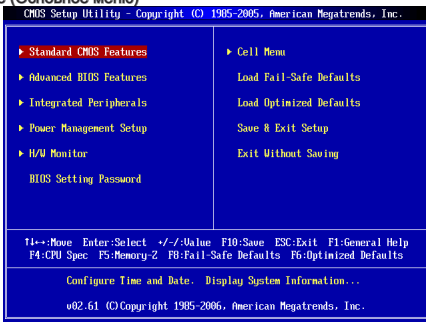 (Основное меню)
CMOS Setup Utility - Copyright (C) 1985-2005, American Megatrends, Inc.
▶ Standard CMOS Features
▶ Advanced BIOS Features
▶ Integrated Peripherals
▶ Power Management Setup
▶ H/W Monitor
BIOS Setting Password
▶ Cell Menu
Load Fail-Safe Defaults
Load Optimized Defaults
Save & Exit Setup
Exit Without Saving
↑↓←→:Move Enter:Select +/-/:Value F10:Save ESC:Exit F1:General Help
F4:CPU Spec F5:Memory-Z F8:Fail-Safe Defaults F6:Optimized Defaults
Configure Time and Date. Display System Information...
v02.61 (C)Copyright 1985-2006, American Megatrends, Inc.